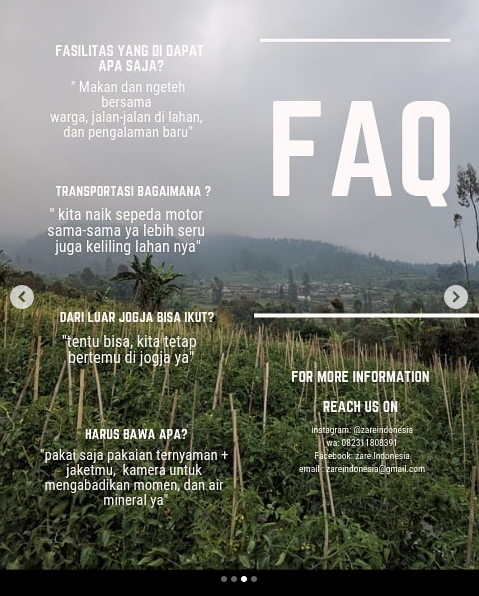 FASILITAS YANG DI DAPAT
APA SAJA?
" Makan dan ngeteh
bersama
warga, jalan-jalan di lahan,
dan pengalaman baru"
TRANSPORTASI BAGAIMANA ?
" kita naik sepeda motor
sama-sama ya lebih seru
juga keliling lahan nya"
DARI LUAR JOGJA BISA IKUT?
"tentu bisa, kita tetap
bertemu di jogja ya"
HARUS BAWA APA?
"pakai saja pakaian ternyaman +
jaketmu, kamera untuk
mengabadikan momen, dan air
mineral ya"
FAQ
FOR MORE INFORMATION
REACH US ON
instagram: @zareindonesia
wa: 082311808391
Facebook: zare Indonesia
email : zareindonesia@gmail.com